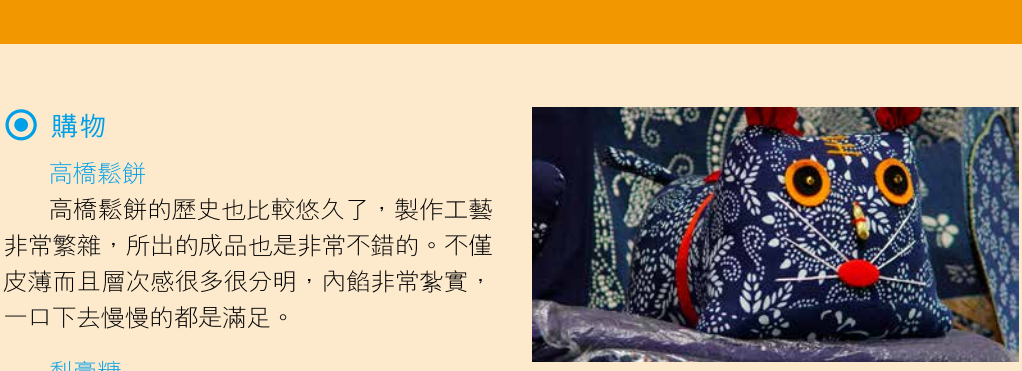 購物
高橋鬆餅
高橋鬆餅的歷史也比較悠久了，製作工藝
非常繁雜，所出的成品也是非常不錯的。不僅
皮薄而且層次感很多很分明，內餡非常紮實，
一口下去慢慢的都是滿足。
梨膏糖